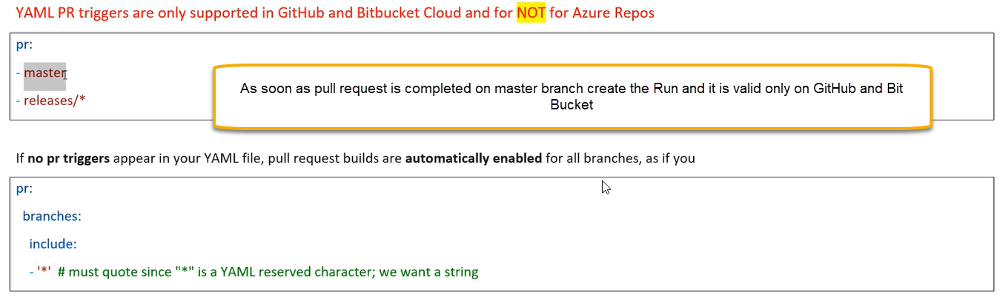 YAML PR triggers are only supported in GitHub and Bitbucket Cloud and for NOT for Azure Repos
pr:
- master
- releases/*
As soon as pull request is completed on master branch create the Run and it is valid only on GitHub and Bit
Bucket
If no pr triggers appear in your YAML file, pull request builds are automatically enabled for all branches, as if you
pr:
branches:
include:
- '*' # must quote since "*" is a YAML reserved character; we want a string